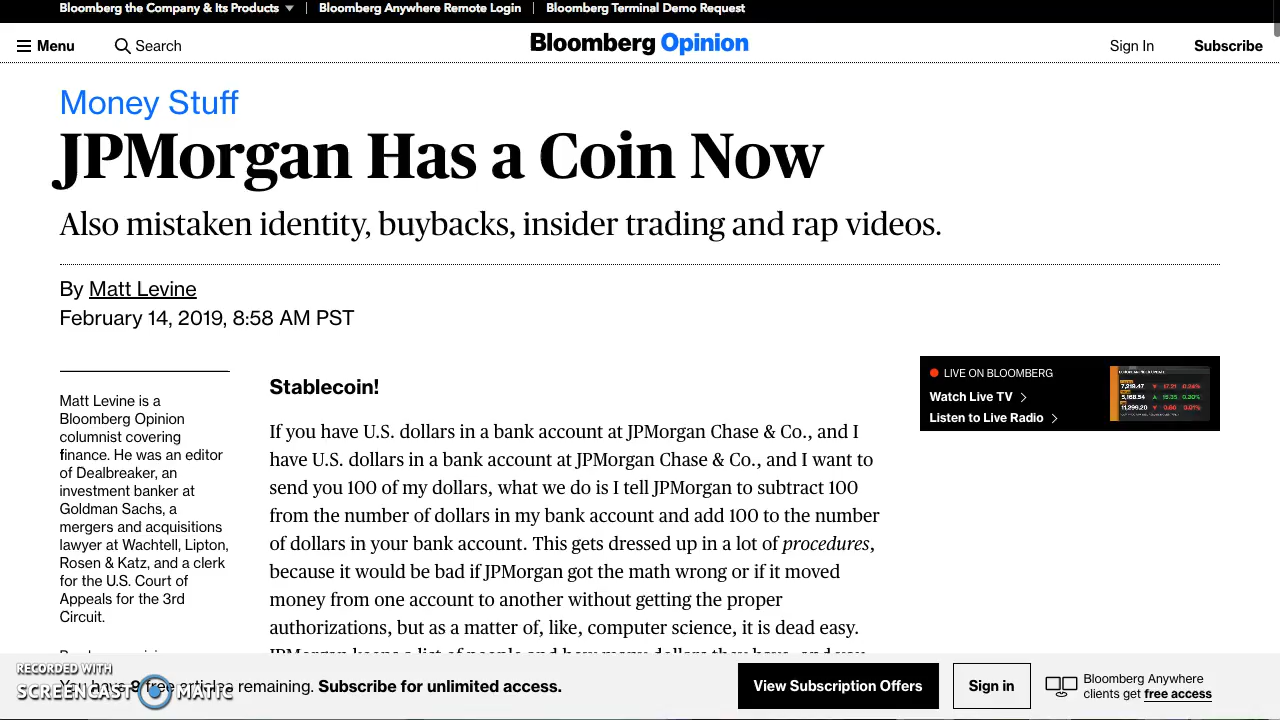 Bloomberg the Company & Its Products
Bloomberg Anywhere Remote Login
Bloomberg Terminal Demo Request
Menu
Search
Bloomberg Opinion
Sign In
Subscribe
Money Stuff
JPMorgan Has a Coin Now
Also mistaken identity, buybacks, insider trading and rap videos.
By Matt Levine
February 14, 2019, 8:58 AM PST
Matt Levine is a
Bloomberg Opinion
columnist covering
finance. He was an editor
of Dealbreaker, an
investment banker at
Goldman Sachs, a
mergers and acquisitions
lawyer at Wachtell, Lipton,
Rosen & Katz, and a clerk
for the U.S. Court of
Appeals for the 3rd
Circuit.
Stablecoin!
If you have U.S. dollars in a bank account at JPMorgan Chase & Co., and I
have U.S. dollars in a bank account at JPMorgan Chase & Co., and I want to
send you 100 of my dollars, what we do is I tell JPMorgan to subtract 100
from the number of dollars in my bank account and add 100 to the number
of dollars in your bank account. This gets dressed up in a lot of procedures,
because it would be bad if JPMorgan got the math wrong or if it moved
money from one account to another without getting the proper
authorizations, but as a matter of, like, computer science, it is dead easy.
LIVE ON BLOOMBERG
Watch Live TV
Listen to Live Radio
RECORDED WITH
SCREENCAST MATIC
9 free articles remaining. Subscribe for unlimited access.
View Subscription Offers
Sign in
Bloomberg Anywhere
clients get free access